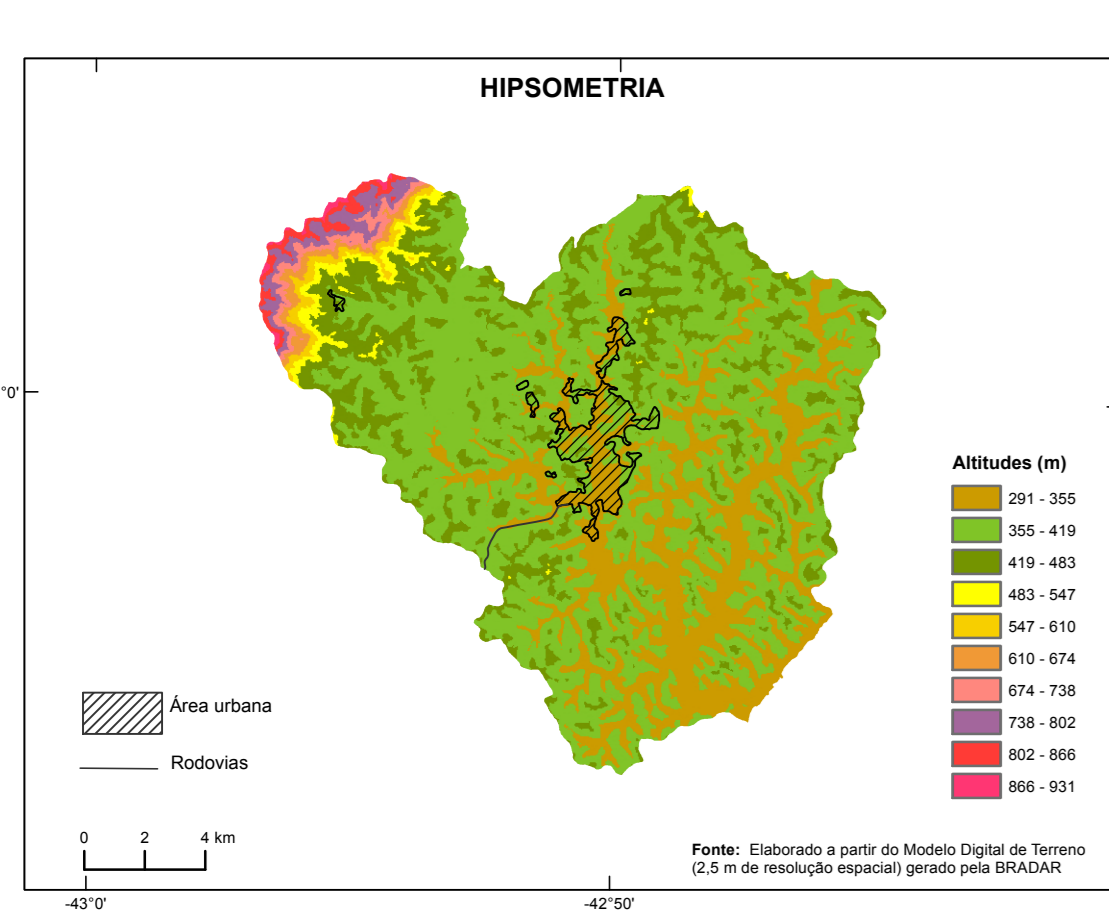 HIPSOMETRIA
°0'
Altitudes (m)
291 - 355
355 - 419
419 - 483
483 - 547
547 - 610
610 - 674
674 - 738
738 - 802
802 - 866
866 - 931
Área urbana
Rodovias
0 2 4 km
Fonte: Elaborado a partir do Modelo Digital de Terreno
(2,5 m de resolução espacial) gerado pela BRADAR
-43°0' -42°50'